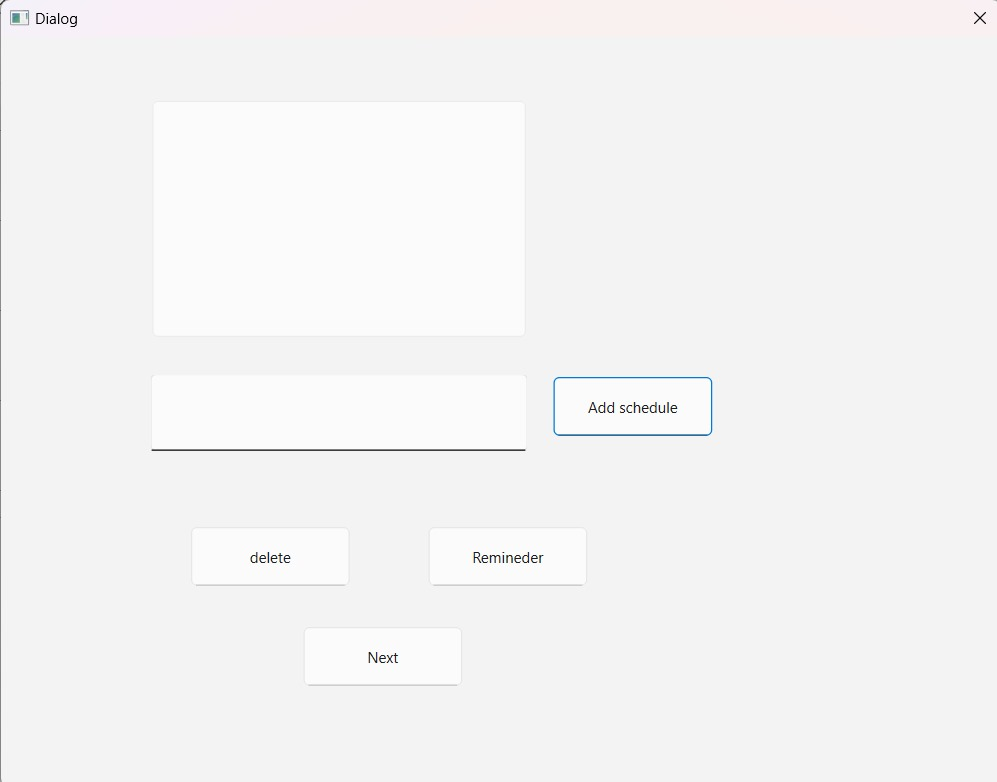 Dialog
Add schedule
delete
Remineder
Next